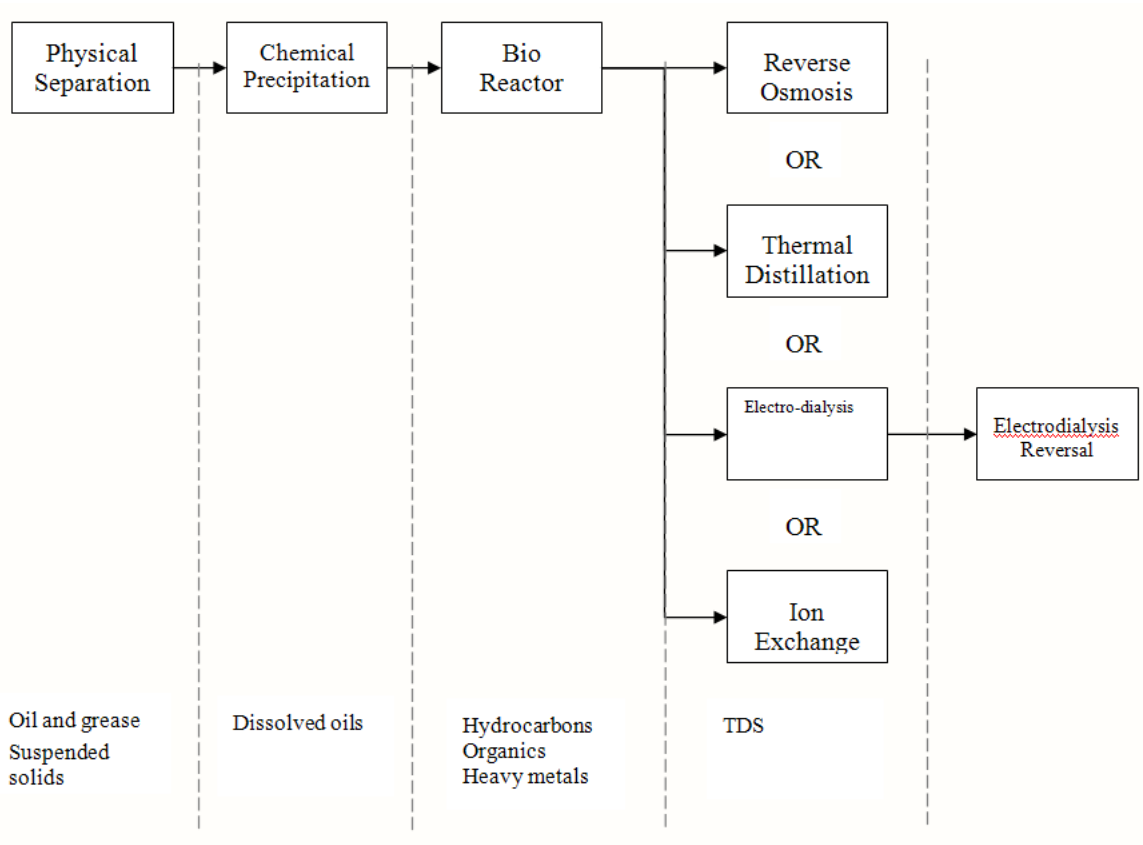 Physical
Separation
Chemical
Precipitation
Bio
Reactor
Reverse
Osmosis
OR
Thermal
Distillation
OR
Electro-dialysis
Electrodialysis
Reversal
OR
Ion
Exchange
Oil and grease
Suspended
solids
Dissolved oils
Hydrocarbons
Organics
Heavy metals
TDS